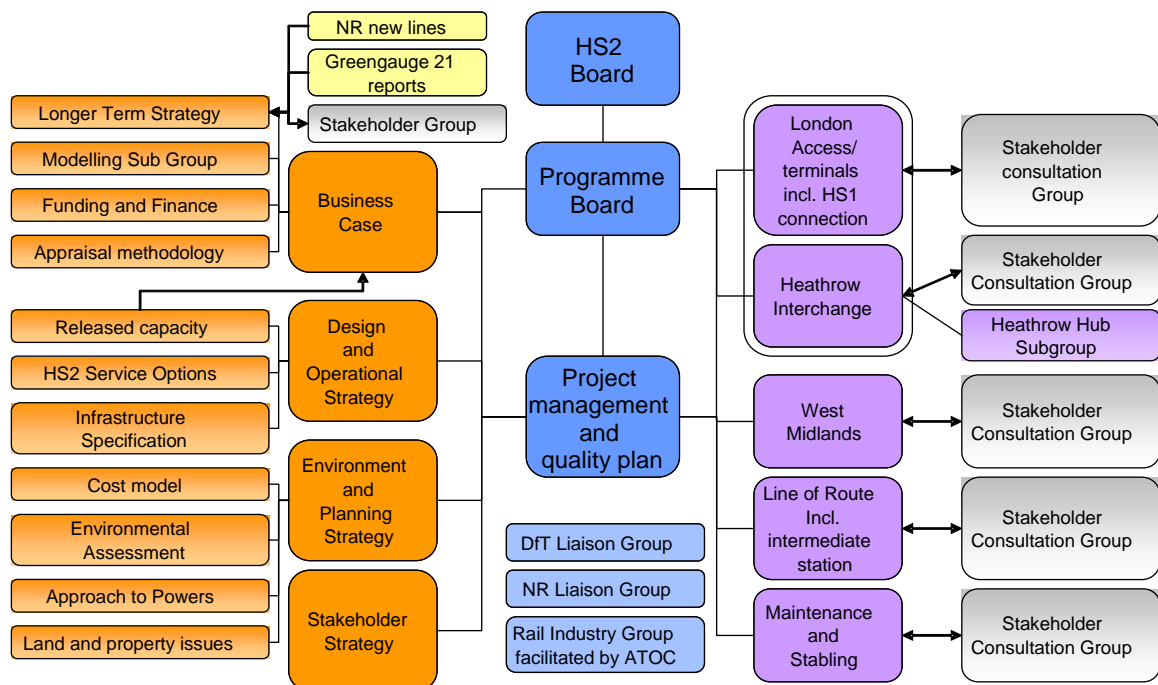 NR new lines
Greengauge 21
reports
Stakeholder Group
Longer Term Strategy
Modelling Sub Group
Funding and Finance
Appraisal methodology
Business
Case
Released capacity
HS2 Service Options
Infrastructure
Specification
Design
and
Operational
Strategy
Cost model
Environmental
Assessment
Approach to Powers
Land and property issues
Environment
and
Planning
Strategy
Stakeholder
Strategy
HS2
Board
Programme
Board
Project
management
and
quality plan
DfT Liaison Group
NR Liaison Group
Rail Industry Group
facilitated by ATOC
London
Access/
terminals
incl. HS1
connection
Heathrow
Interchange
West
Midlands
Line of Route
Incl.
intermediate
station
Maintenance
and
Stabling
Stakeholder
consultation
Group
Stakeholder
Consultation Group
Heathrow Hub
Subgroup
Stakeholder
Consultation Group
Stakeholder
Consultation Group
Stakeholder
Consultation Group